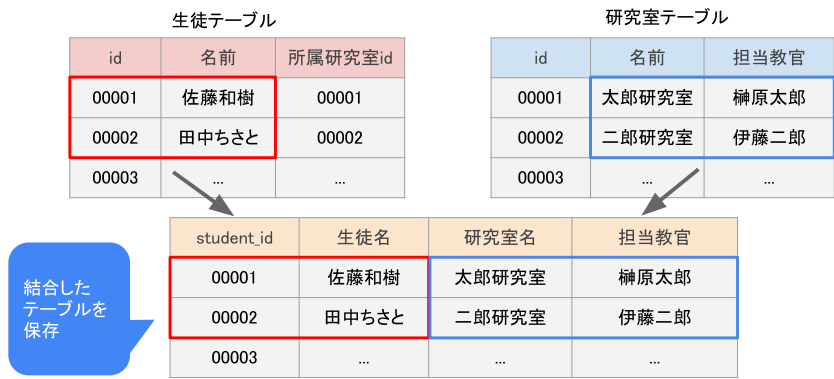 生徒テーブル
id 名前 所属研究室id
00001 佐藤和樹 00001
00002 田中ちさと 00002
00003 ... ...
研究室テーブル
id 名前 担当教官
00001 太郎研究室 榊原太郎
00002 二郎研究室 伊藤二郎
00003 ... ...
student_id 生徒名 研究室名 担当教官
00001 佐藤和樹 太郎研究室 榊原太郎
00002 田中ちさと 二郎研究室 伊藤二郎
00003 ... ... ...
結合した
テーブルを
保存